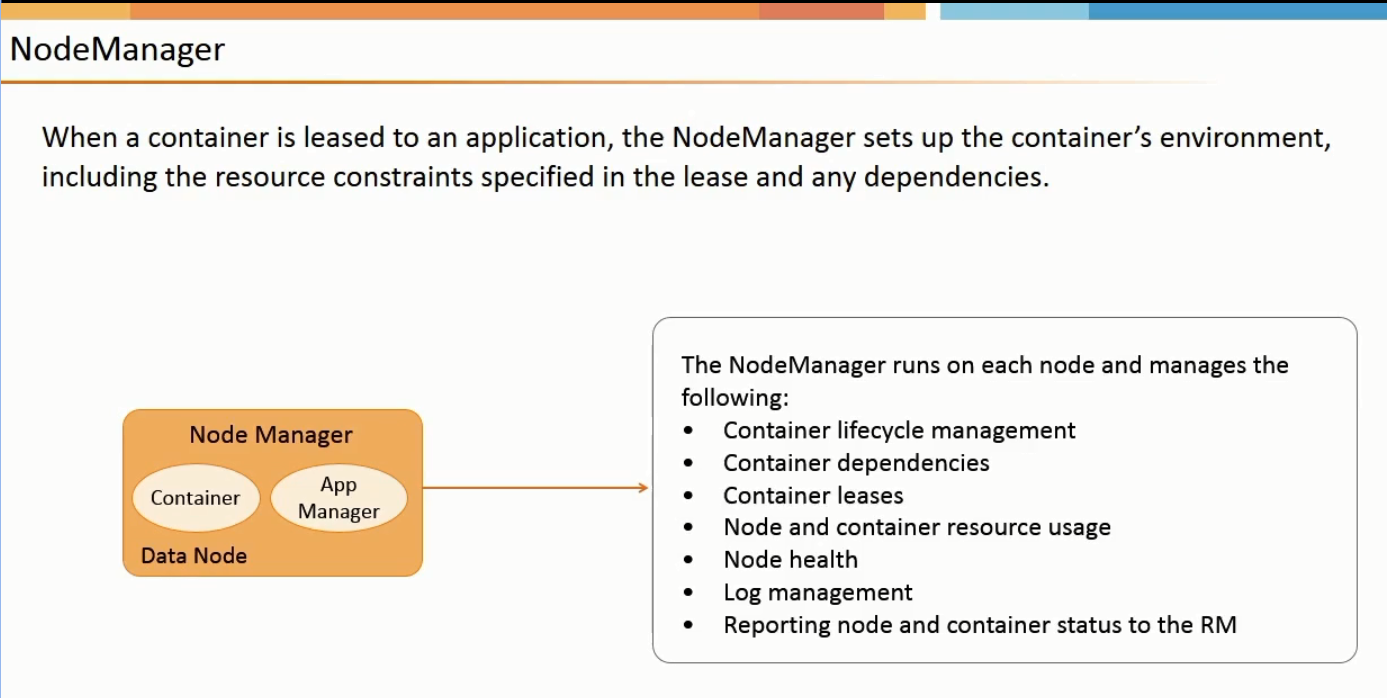 NodeManager
When a container is leased to an application, the NodeManager sets up the container’s environment,
including the resource constraints specified in the lease and any dependencies.
Node Manager
Container
App
Manager
Data Node
The NodeManager runs on each node and manages the
following:
• Container lifecycle management
• Container dependencies
• Container leases
• Node and container resource usage
• Node health
• Log management
• Reporting node and container status to the RM